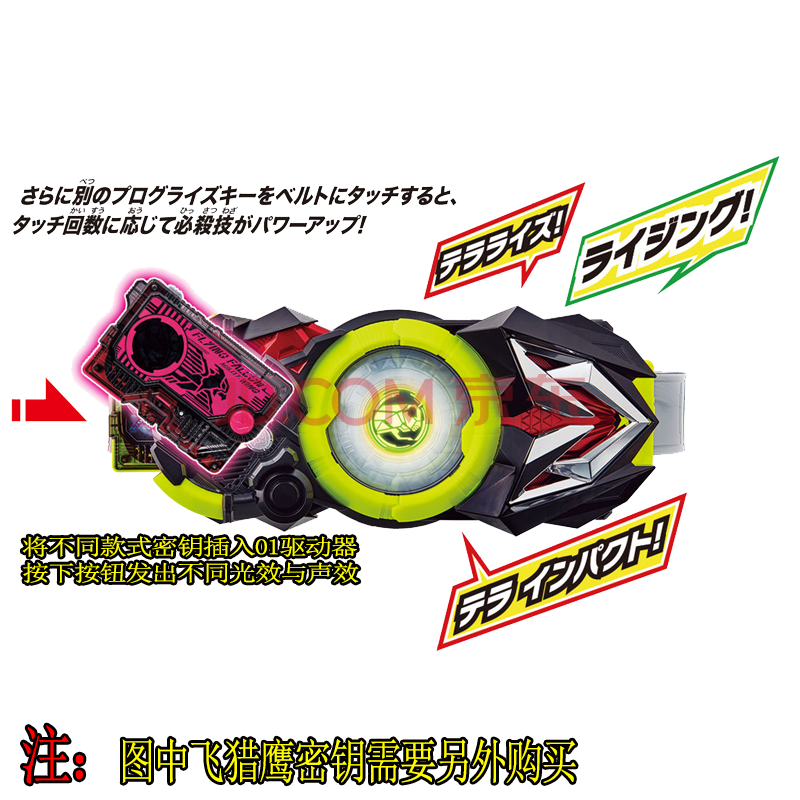 さらに別のプログライズキーをベルトにタッチすると、
タッチ回数に応じて必殺技がパワーアップ!
テラライズ!
ライジング!
FLYING FALCON
.COM 京东
テラ インパクト!
将不同款式密钥插入01驱动器
按下按钮发出不同光效与声效
注: 图中飞猎鹰密钥需要另外购买